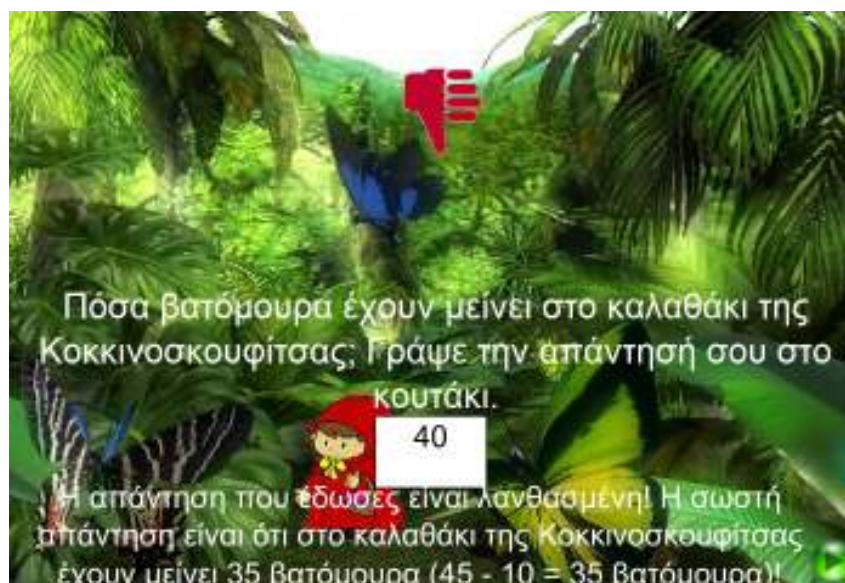 Πόσα βατόμουρα έχουν μείνει στο καλαθάκι της
Κοκκινοσκουφίτσας; Γράψε την απάντησή σου στο
κουτάκι.
40
Η απάντηση που έδωσες είναι λανθασμένη! Η σωστή
απάντηση είναι ότι στο καλαθάκι της Κοκκινοσκουφίτσας
έχουν μείνει 35 βατόμουρα (45 - 10 = 35 βατόμουρα)!